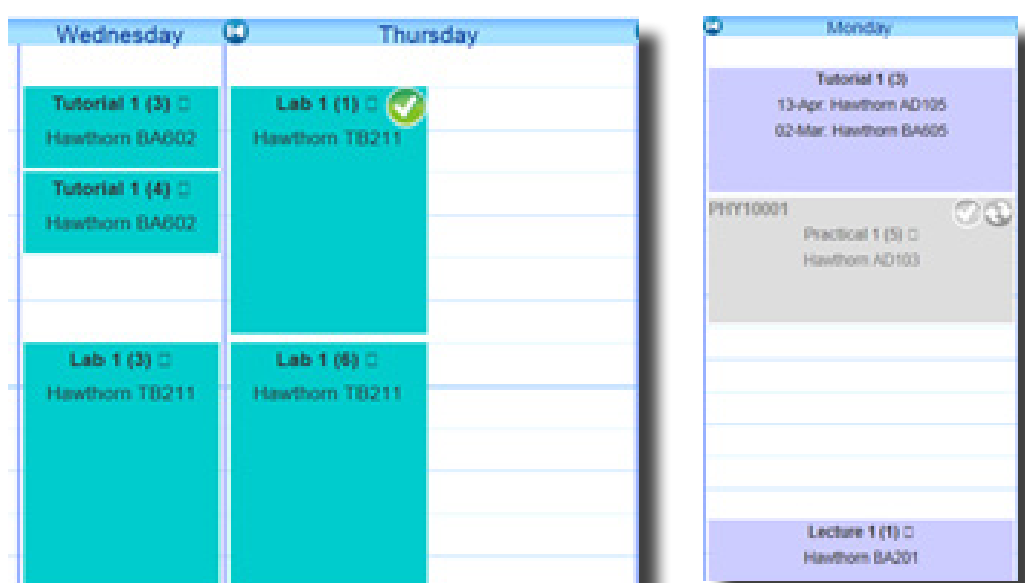 Wednesday
Thursday
Tutorial 1 (3)
Hawthorn BA602
Tutorial 1 (4)
Hawthorn BA602
Lab 1 (3)
Hawthorn TB211
Lab 1 (1)
Hawthorn TB211
Lab 1 (6)
Hawthorn TB211
Monday
Tutorial 1 (3)
13-Apr. Hawthorn AD105
02-Mar. Hawthorn BA605
PHY10001
Practical 1 (5)
Hawthorn AD103
Lecture 1 (1)
Hawthorn BA201